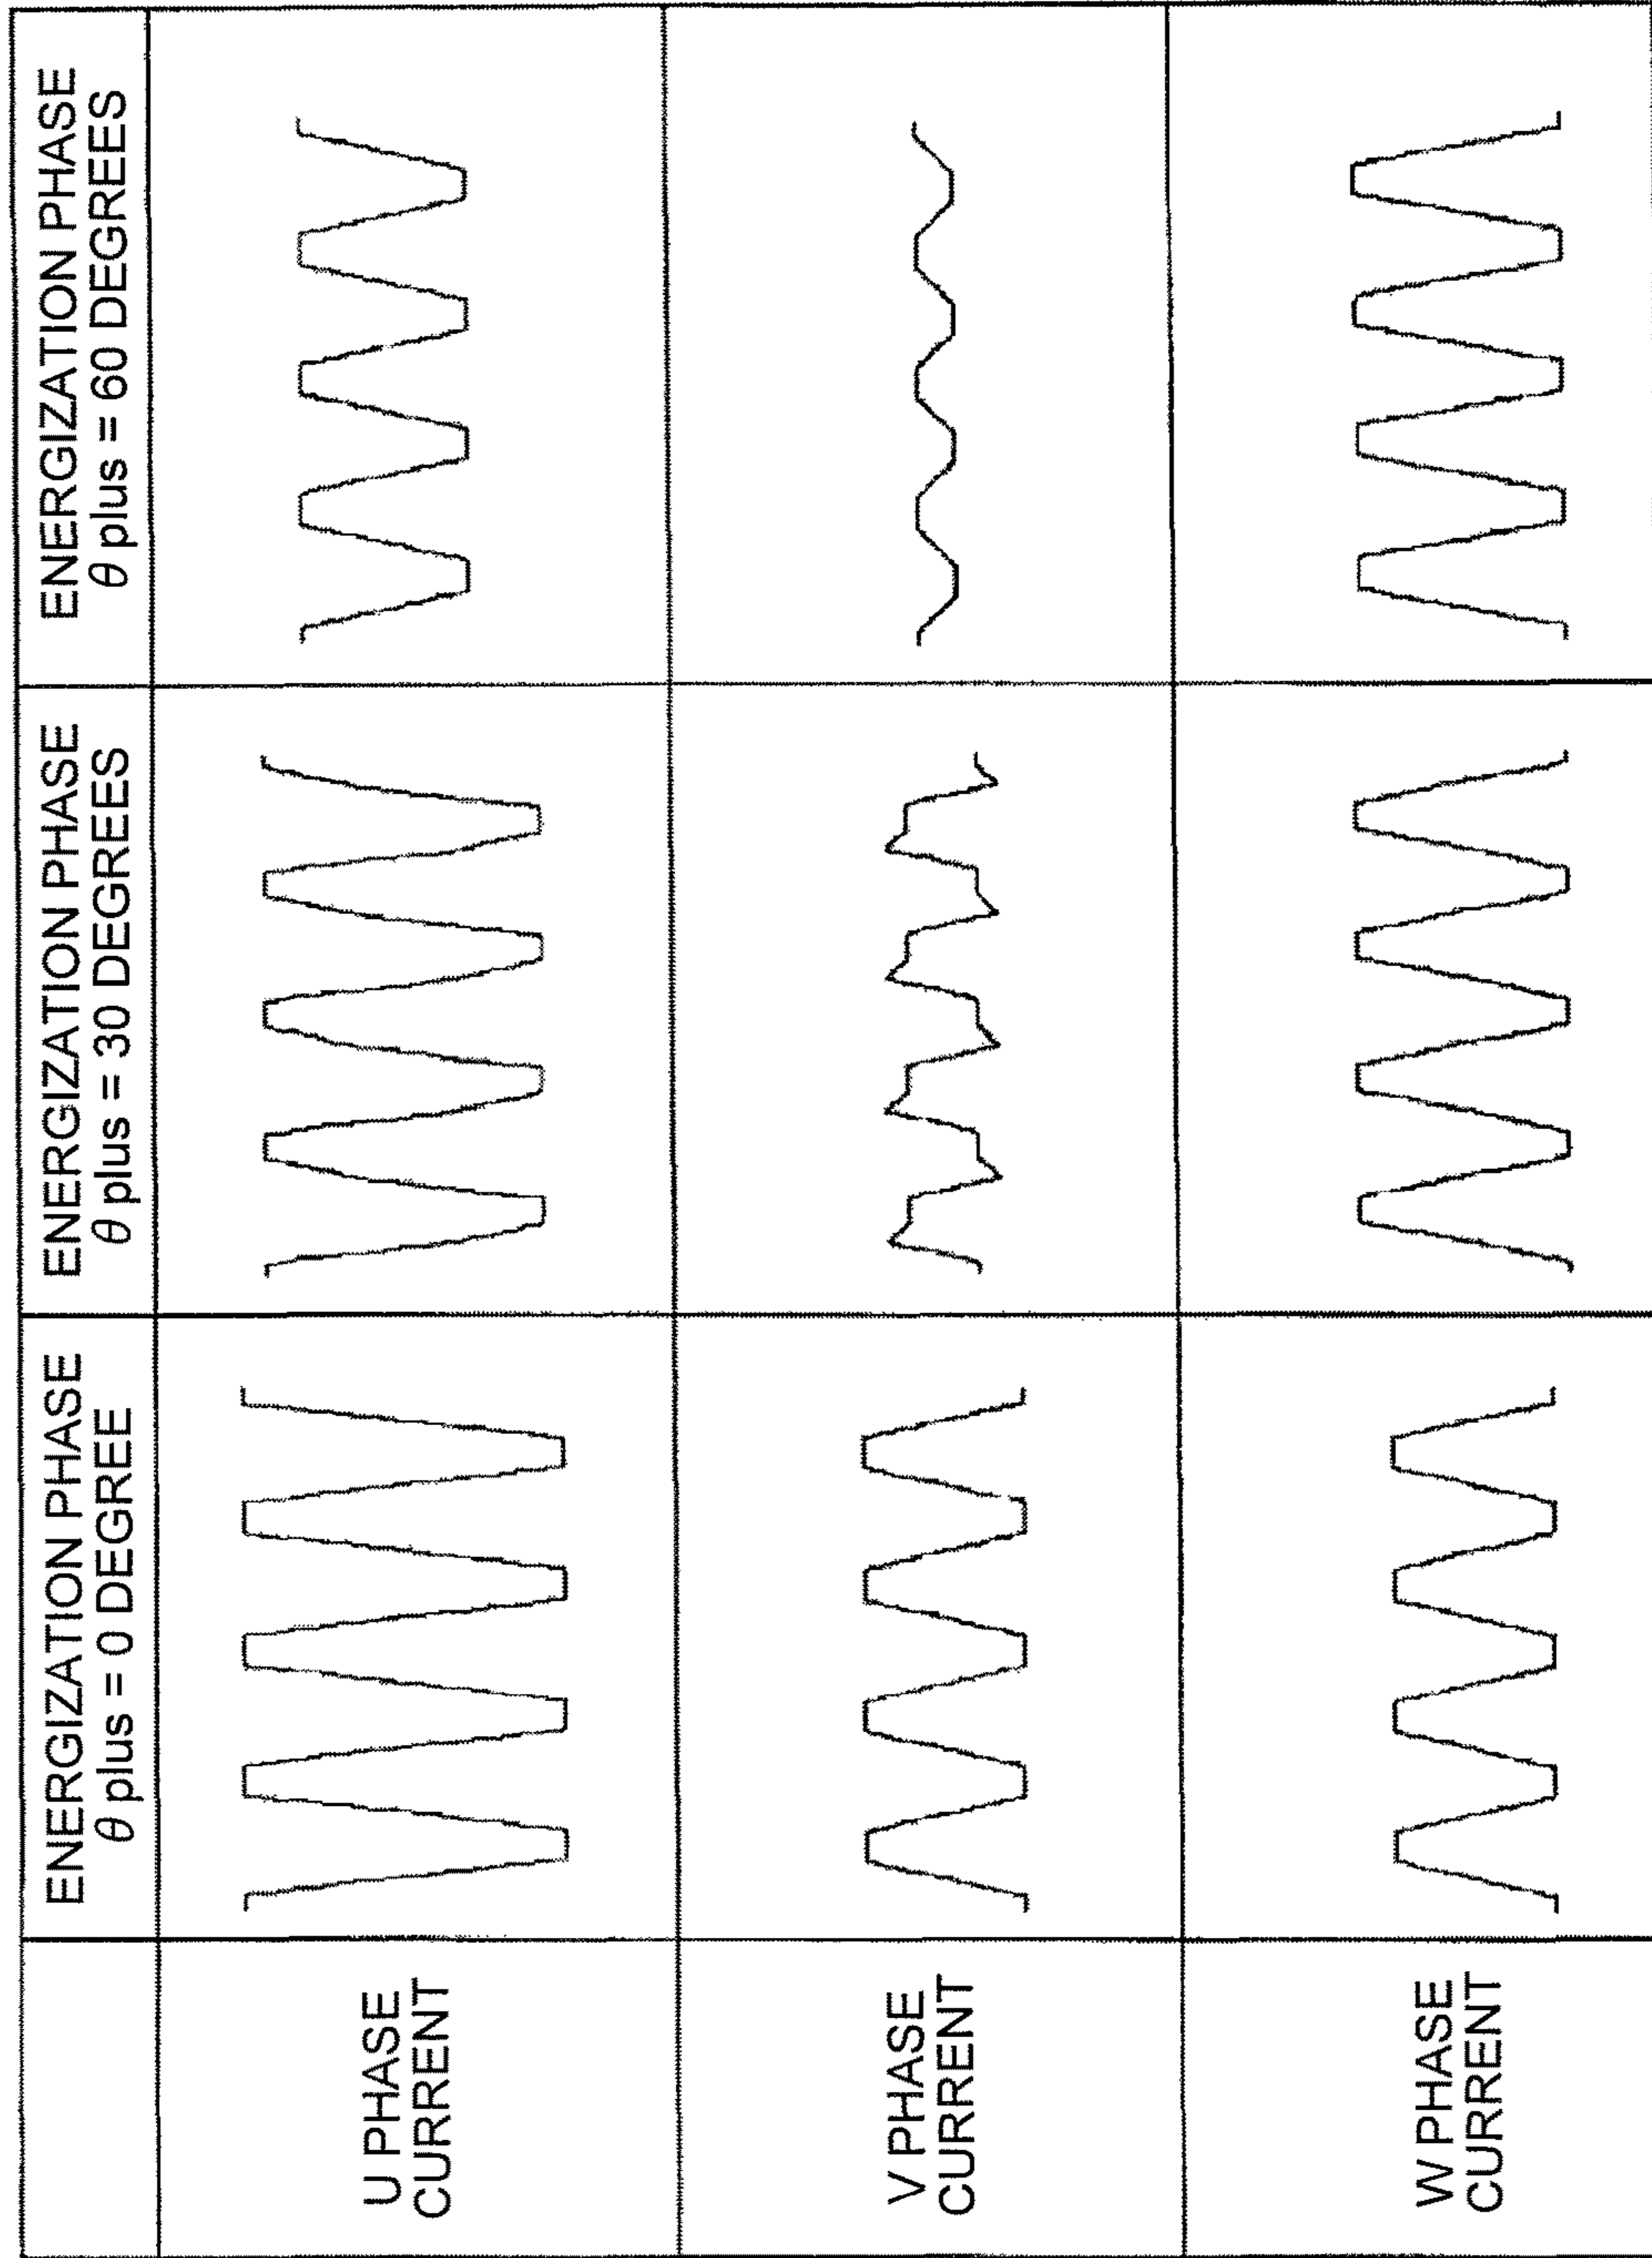 ENERGIZATION PHASE
θ plus = 0 DEGREE
ENERGIZATION PHASE
θ plus = 30 DEGREES
ENERGIZATION PHASE
θ plus = 60 DEGREES
U PHASE
CURRENT
V PHASE
CURRENT
W PHASE
CURRENT